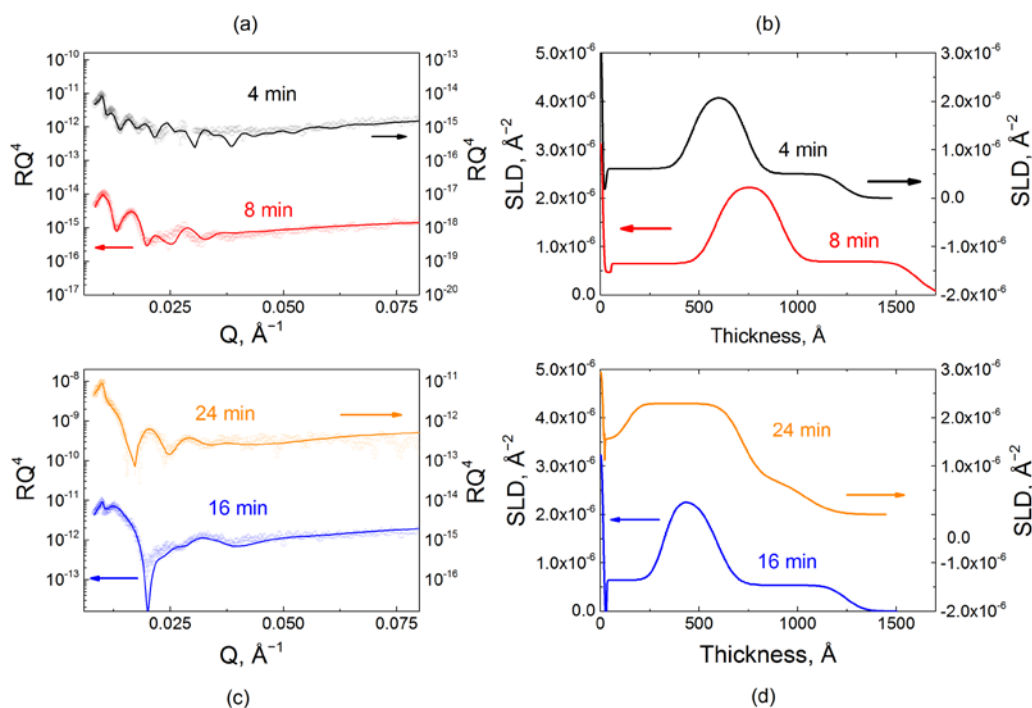 (a)
(b)
10⁻¹⁰
10⁻¹¹
10⁻¹²
10⁻¹³
10⁻¹⁴
10⁻¹⁵
10⁻¹⁶
10⁻¹⁷
RQ⁴
4 min
8 min
10⁻¹³
10⁻¹⁴
10⁻¹⁵
10⁻¹⁶
10⁻¹⁷
10⁻¹⁸
10⁻¹⁹
10⁻²⁰
RQ⁴
0.025
0.050
0.075
Q, Å⁻¹
5.0x10⁻⁶
4.0x10⁻⁶
3.0x10⁻⁶
2.0x10⁻⁶
1.0x10⁻⁶
0.0
SLD, Å⁻²
4 min
8 min
3.0x10⁻⁶
2.0x10⁻⁶
1.0x10⁻⁶
0.0
-1.0x10⁻⁶
-2.0x10⁻⁶
SLD, Å⁻²
0
500
1000
1500
Thickness, Å
10⁻⁸
10⁻⁹
10⁻¹⁰
10⁻¹¹
10⁻¹²
10⁻¹³
RQ⁴
24 min
16 min
10⁻¹¹
10⁻¹²
10⁻¹³
10⁻¹⁴
10⁻¹⁵
10⁻¹⁶
RQ⁴
0.025
0.050
0.075
Q, Å⁻¹
5.0x10⁻⁶
4.0x10⁻⁶
3.0x10⁻⁶
2.0x10⁻⁶
1.0x10⁻⁶
0.0
SLD, Å⁻²
24 min
16 min
3.0x10⁻⁶
2.0x10⁻⁶
1.0x10⁻⁶
0.0
-1.0x10⁻⁶
-2.0x10⁻⁶
SLD. Å⁻²
0
500
1000
1500
Thickness, Å
(c)
(d)